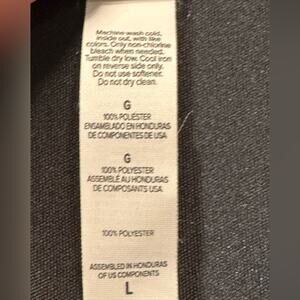 Machine wash cold,
inside out, with like
colors. Only non-chlorine
bleach when needed.
Tumble dry low. Cool iron
on reverse side only.
Do not use softener.
Do not dry clean.
G
100% POLIESTER
ENSAMBLADO EN HONDURAS
DE COMPONENTES DE USA
G
100% POLYESTER
ASSEMBLÉ AU HONDURAS
DE COMPOSANTS USA
100% POLYESTER
ASSEMBLED IN HONDURAS
OF US COMPONENTS
L